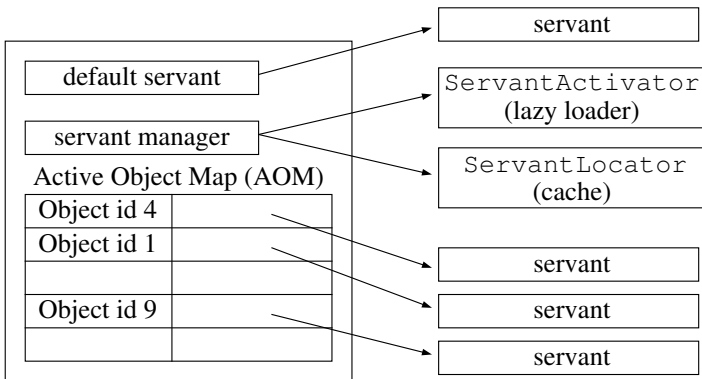 servant
default servant
ServantActivator
(lazy loader)
servant manager
ServantLocator
(cache)
Active Object Map (AOM)
Object id 4
Object id 1
servant
servant
Object id 9
servant